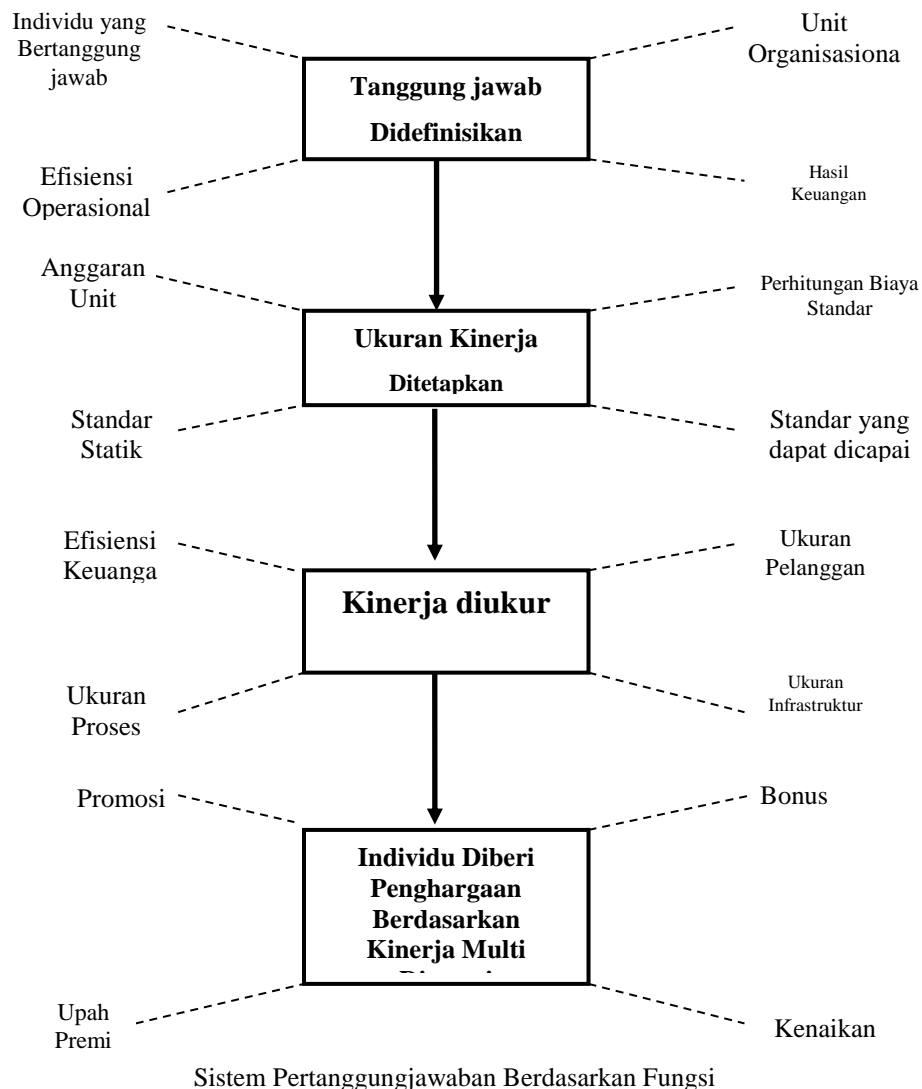 Individu yang
Bertanggung
jawab
Unit
Organisasiona
Tanggung jawab
Didefinisikan
Efisiensi
Operasional
Hasil
Keuangan
Anggaran
Unit
Perhitungan Biaya
Standar
Ukuran Kinerja
Ditetapkan
Standar
Statik
Standar yang
dapat dicapai
Efisiensi
Keuanga
Ukuran
Pelanggan
Kinerja diukur
Ukuran
Proses
Ukuran
Infrastruktur
Promosi
Bonus
Individu Diberi
Penghargaan
Berdasarkan
Kinerja Multi
Upah
Premi
Kenaikan
Sistem Pertanggungjawaban Berdasarkan Fungsi